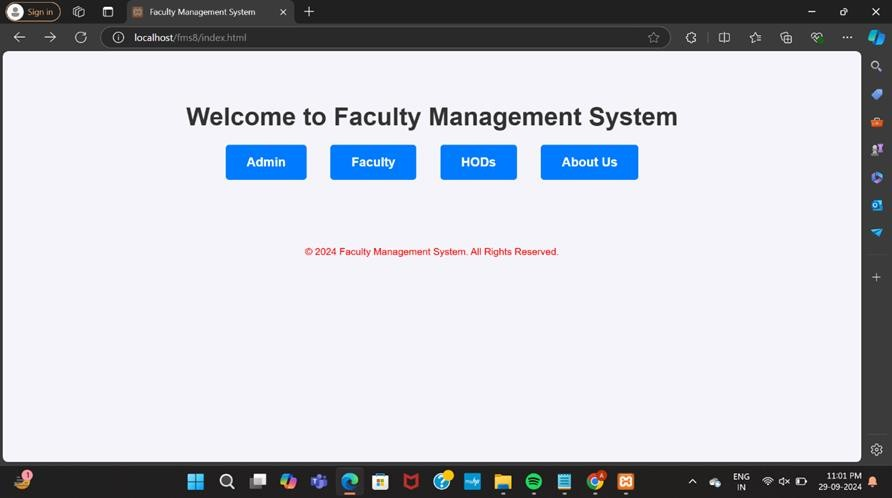 Sign in
Faculty Management System
localhost/fms8/index.html
Welcome to Faculty Management System
Admin
Faculty
HODs
About Us
© 2024 Faculty Management System. All Rights Reserved.
1
ENG
IN
11:01 PM
29-09-2024